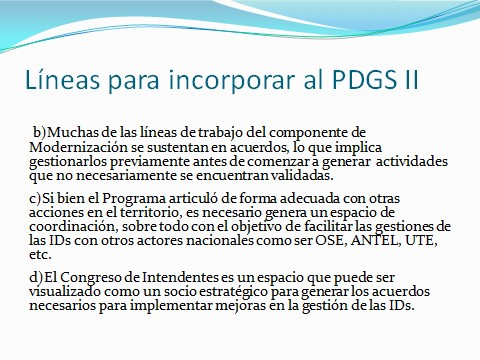 Líneas para incorporar al PDGS II
b)Muchas de las líneas de trabajo del componente de
Modernización se sustentan en acuerdos, lo que implica
gestionarlos previamente antes de comenzar a generar actividades
que no necesariamente se encuentran validadas.
c)Si bien el Programa articuló de forma adecuada con otras
acciones en el territorio, es necesario genera un espacio de
coordinación, sobre todo con el objetivo de facilitar las gestiones de
las IDs con otros actores nacionales como ser OSE, ANTEL, UTE,
etc.
d)El Congreso de Intendentes es un espacio que puede ser
visualizado como un socio estratégico para generar los acuerdos
necesarios para implementar mejoras en la gestión de las IDs.